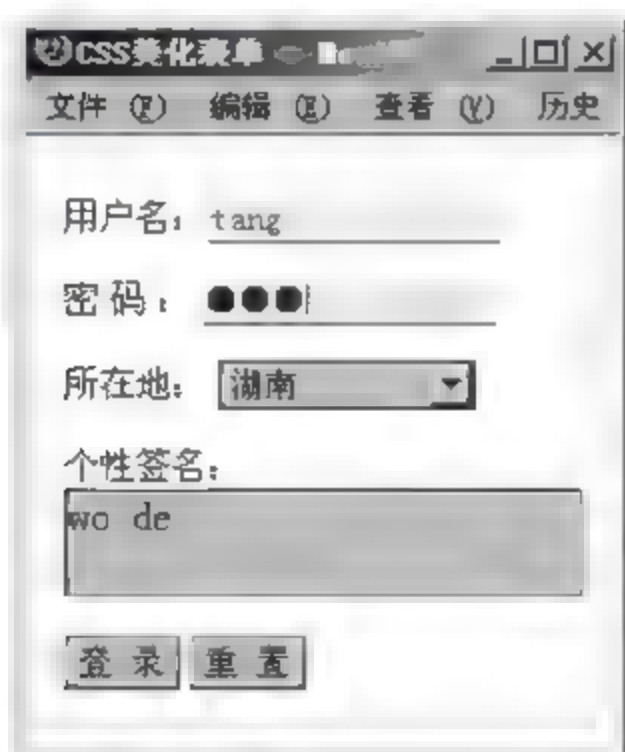 CSS美化表单
文件 (F) 编辑 (E) 查看 (V) 历史
用户名: tang
密 码: ●●●
所在地: 湖南
个性签名:
wo de
登 录 重 置